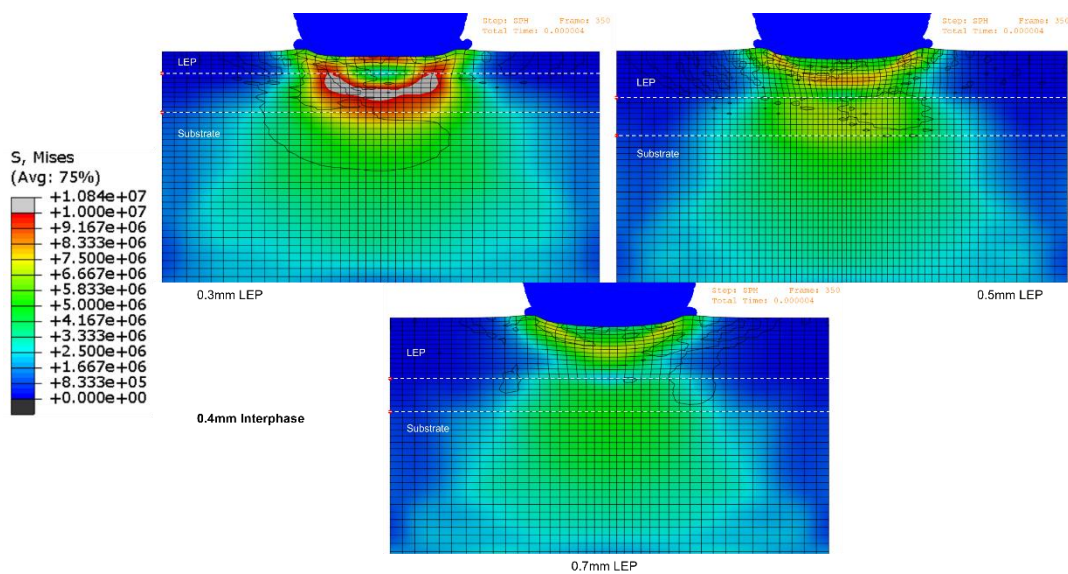 Step: SPH    Frame: 350
Total Time: 0.000004
LEP
Substrate
0.3mm LEP
Step: SPH    Frame: 350
Total Time: 0.000004
LEP
Substrate
0.5mm LEP
S, Mises
(Avg: 75%)
+1.084e+07
+1.000e+07
+9.167e+06
+8.333e+06
+7.500e+06
+6.667e+06
+5.833e+06
+5.000e+06
+4.167e+06
+3.333e+06
+2.500e+06
+1.667e+06
+8.333e+05
+0.000e+00
Step: SPH    Frame: 350
Total Time: 0.000004
LEP
Substrate
0.4mm Interphase
0.7mm LEP